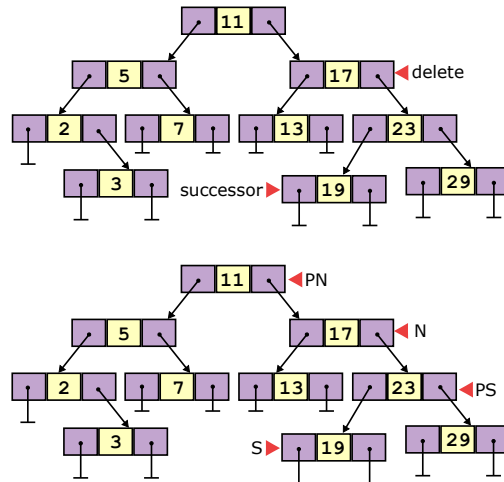 11
5 17 delete
2 7 13 23
3 successor 19 29
11 PN
5 17 N
2 7 13 23 PS
3 S 19 29